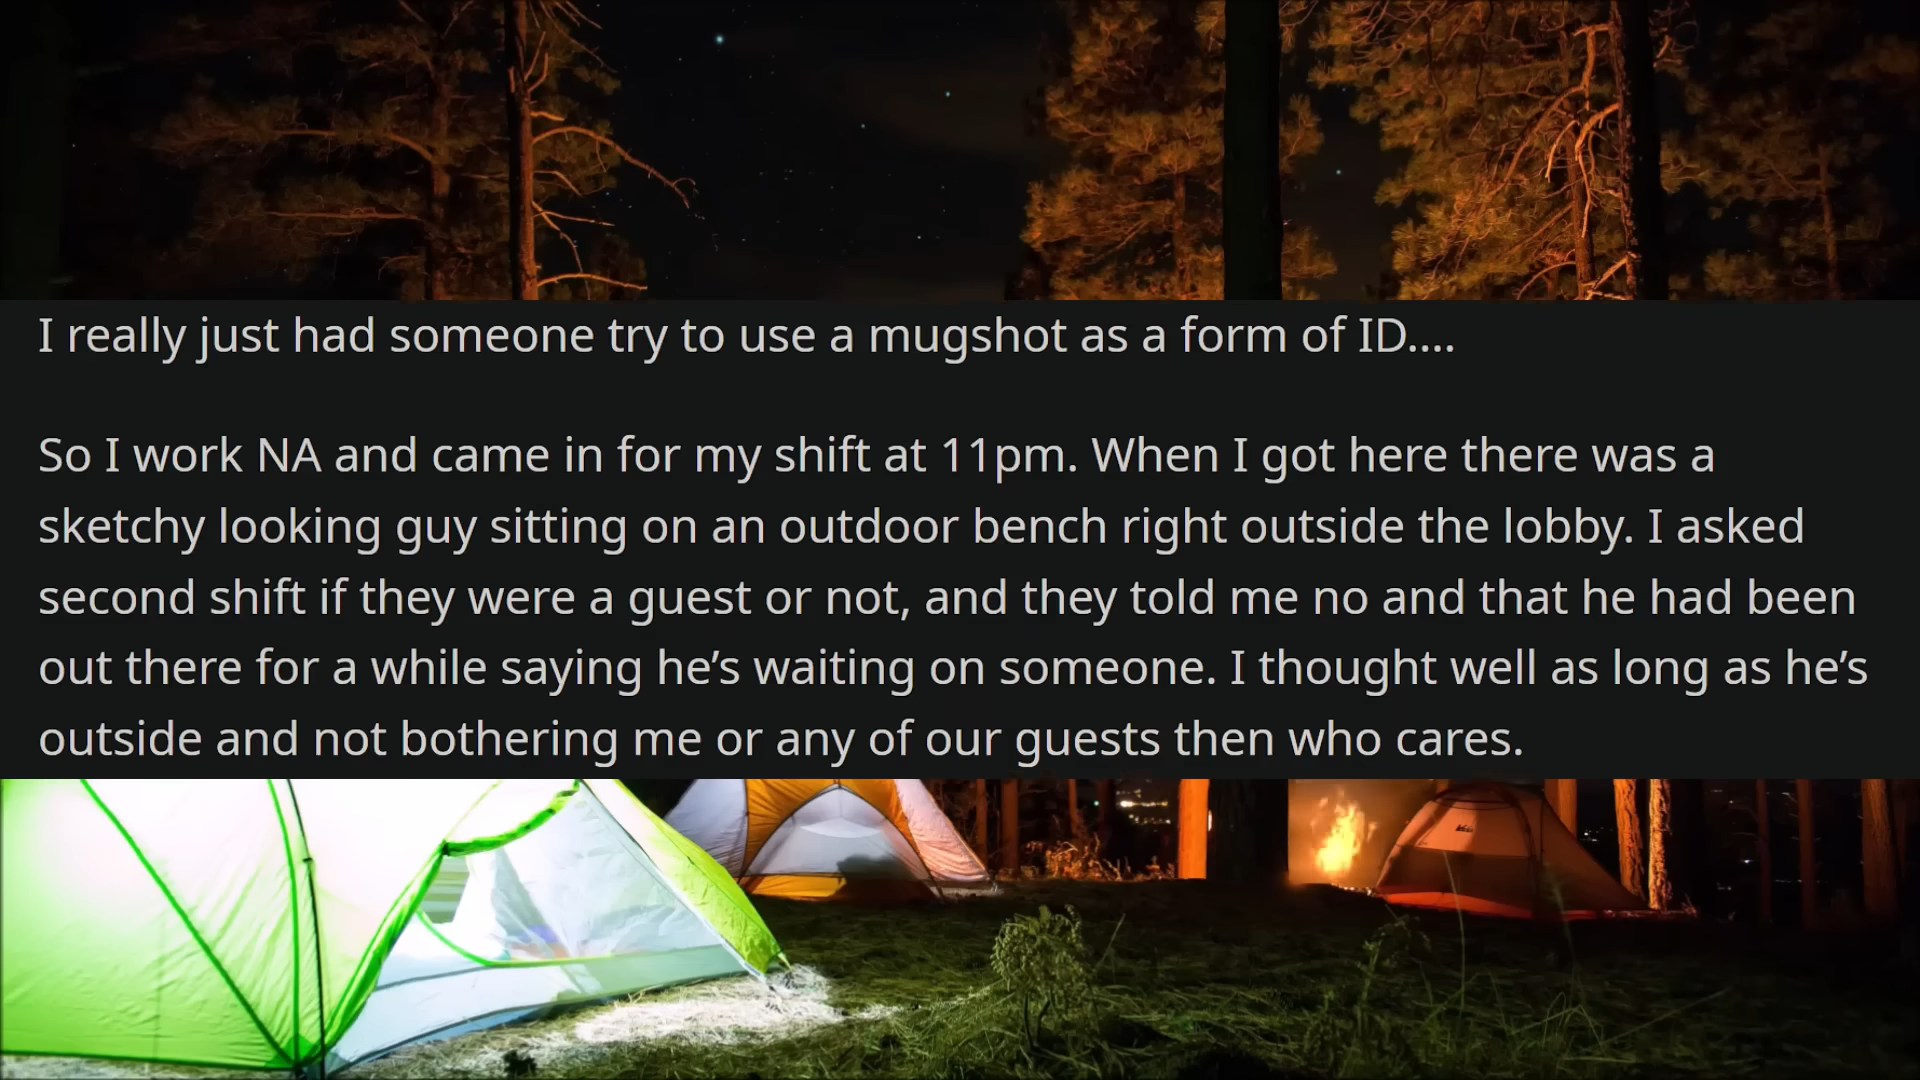 I really just had someone try to use a mugshot as a form of ID....
So I work NA and came in for my shift at 11pm. When I got here there was a
sketchy looking guy sitting on an outdoor bench right outside the lobby. I asked
second shift if they were a guest or not, and they told me no and that he had been
out there for a while saying he’s waiting on someone. I thought well as long as he’s
outside and not bothering me or any of our guests then who cares.